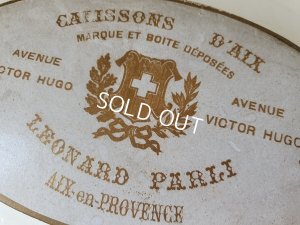 CALISSONS D'AIX
MARQUE ET BOITE DÉPOSÉES
AVENUE VICTOR HUGO
AVENUE VICTOR HUGO
SOLD OUT
LEONARD PARLI
AIX-en-PROVENCE